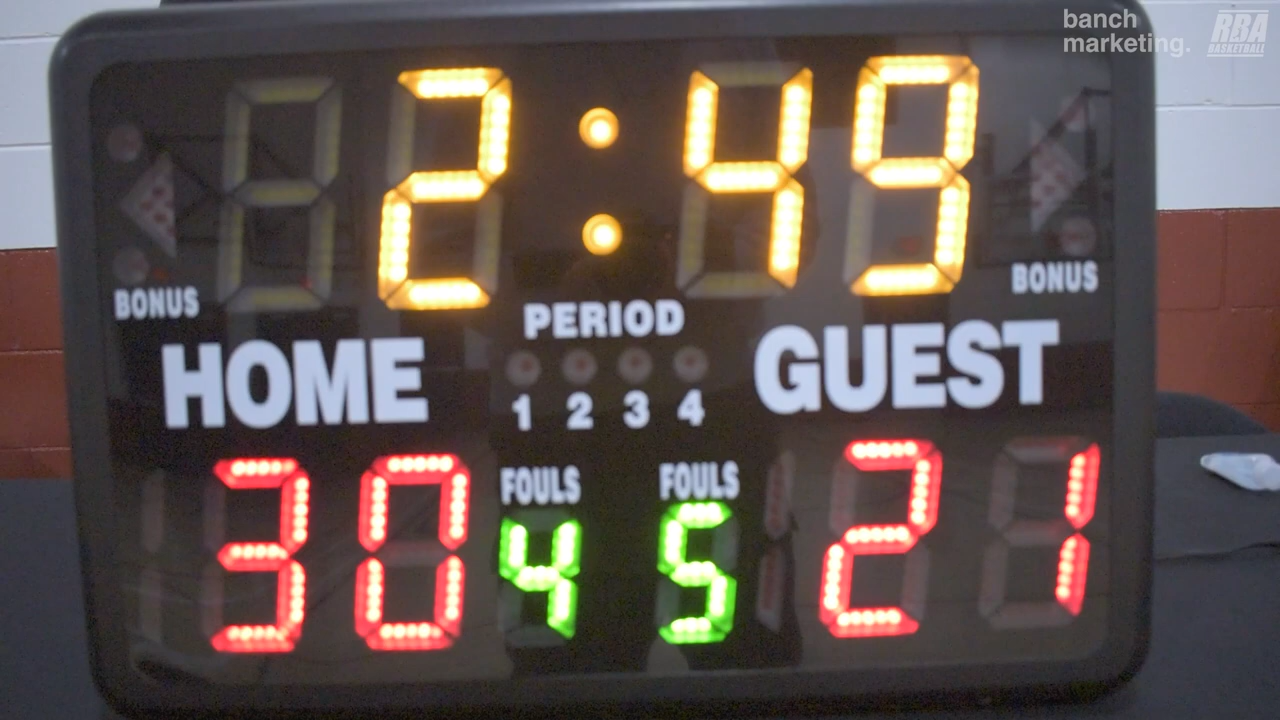 banch
marketing.
RBA
BASKETBALL
2:49
BONUS
BONUS
PERIOD
HOME
GUEST
1 2 3 4
FOULS
FOULS
30
4
5
21